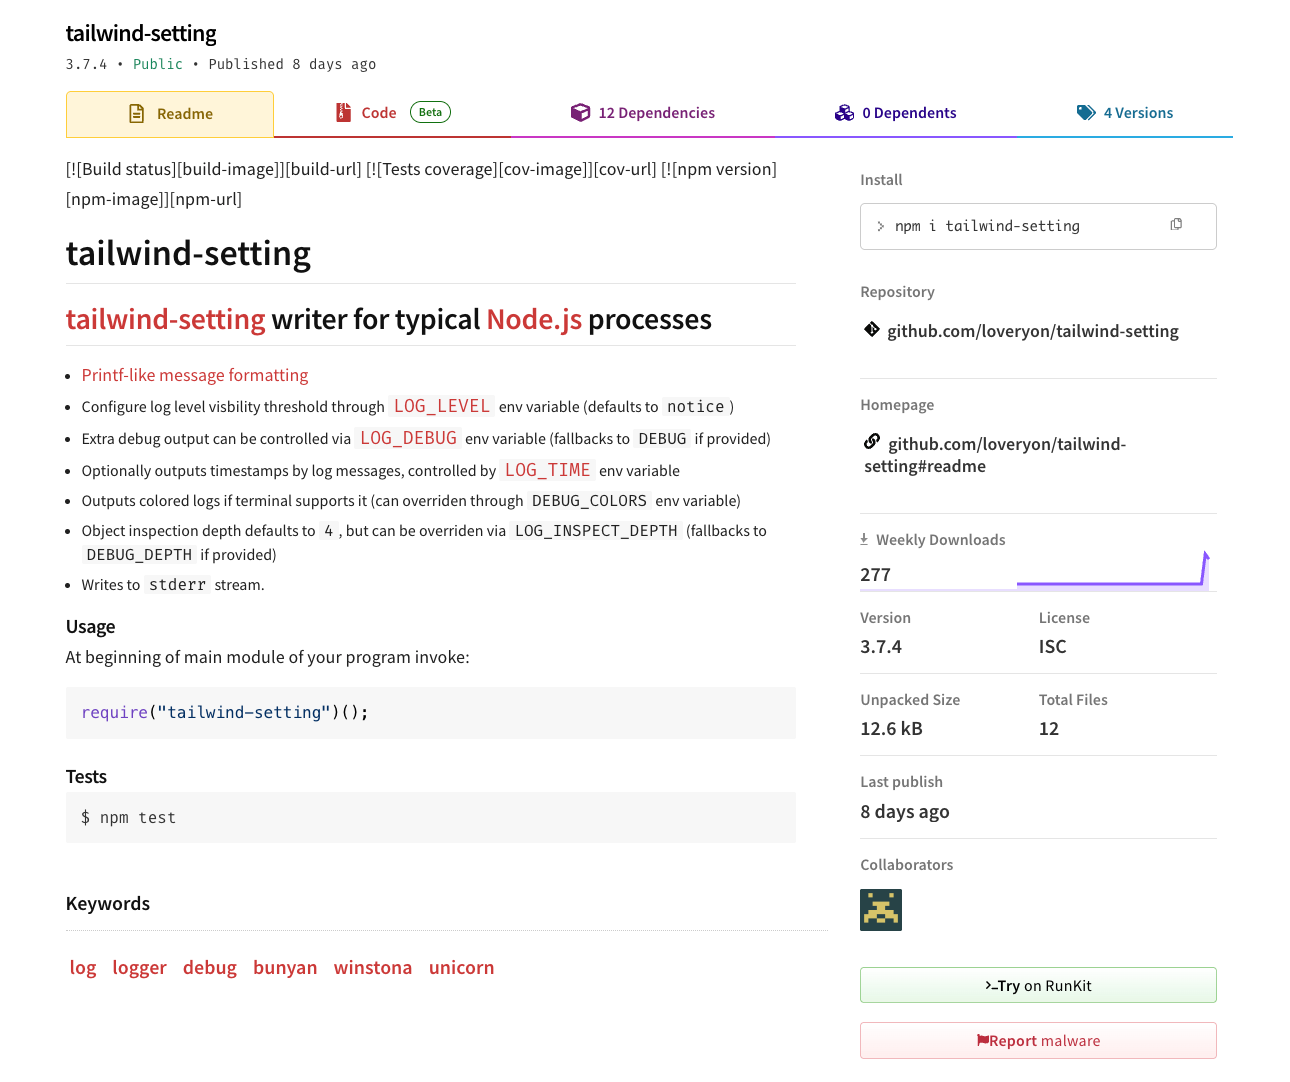 tailwind-setting
3.7.4 • Public • Published 8 days ago
Readme
Code Beta
12 Dependencies
0 Dependents
4 Versions
[![Build status][build-image]][build-url] [![Tests coverage][cov-image]][cov-url] [![npm version]
[npm-image]][npm-url]
tailwind-setting
tailwind-setting writer for typical Node.js processes
• Printf-like message formatting
• Configure log level visbility threshold through LOG_LEVEL env variable (defaults to notice )
• Extra debug output can be controlled via LOG_DEBUG env variable (fallbacks to DEBUG if provided)
• Optionally outputs timestamps by log messages, controlled by LOG_TIME env variable
• Outputs colored logs if terminal supports it (can overriden through DEBUG_COLORS env variable)
• Object inspection depth defaults to 4 , but can be overriden via LOG_INSPECT_DEPTH (fallbacks to
DEBUG_DEPTH if provided)
• Writes to stderr stream.
Usage
At beginning of main module of your program invoke:
require("tailwind-setting")();
Tests
$ npm test
Keywords
log logger debug bunyan winstona unicorn
Install
> npm i tailwind-setting
Repository
github.com/loveryon/tailwind-setting
Homepage
github.com/loveryon/tailwind-
setting#readme
Weekly Downloads
277
Version License
3.7.4 ISC
Unpacked Size Total Files
12.6 kB 12
Last publish
8 days ago
Collaborators
Try on RunKit
Report malware